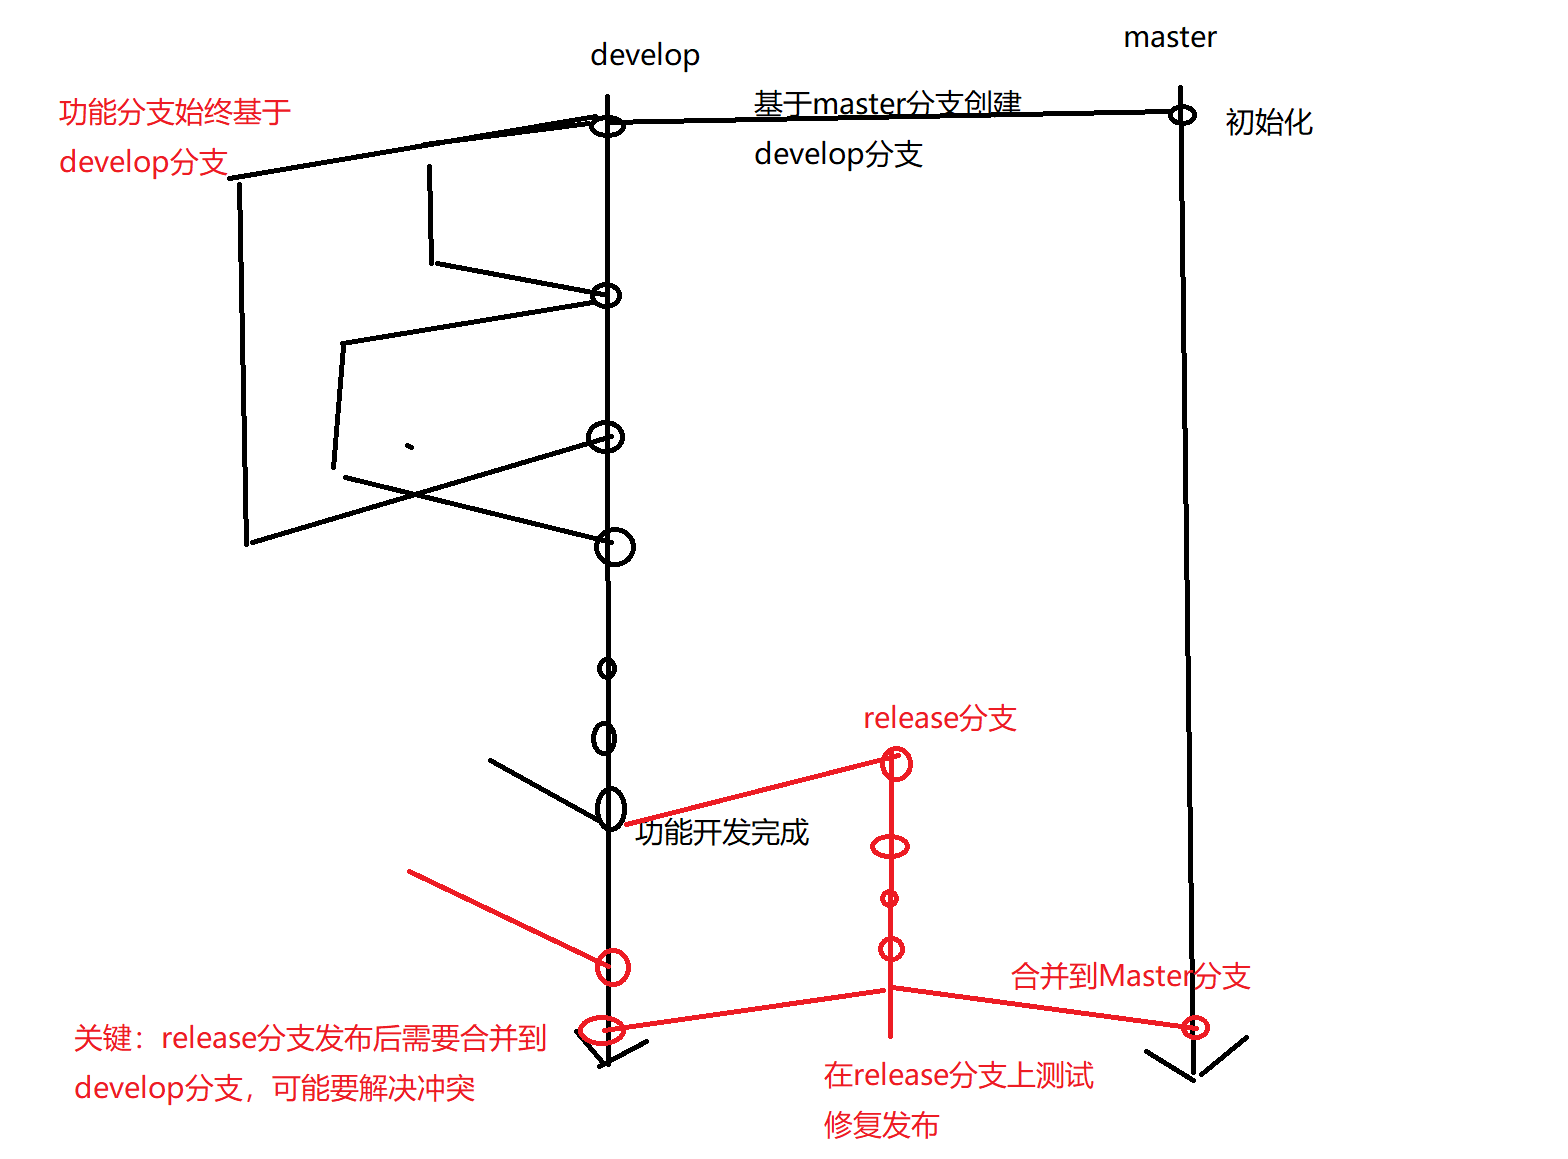 develop
master
功能分支始终基于
develop分支
基于master分支创建
develop分支
初始化
release分支
功能开发完成
合并到Master分支
关键：release分支发布后需要合并到
develop分支，可能要解决冲突
在release分支上测试
修复发布